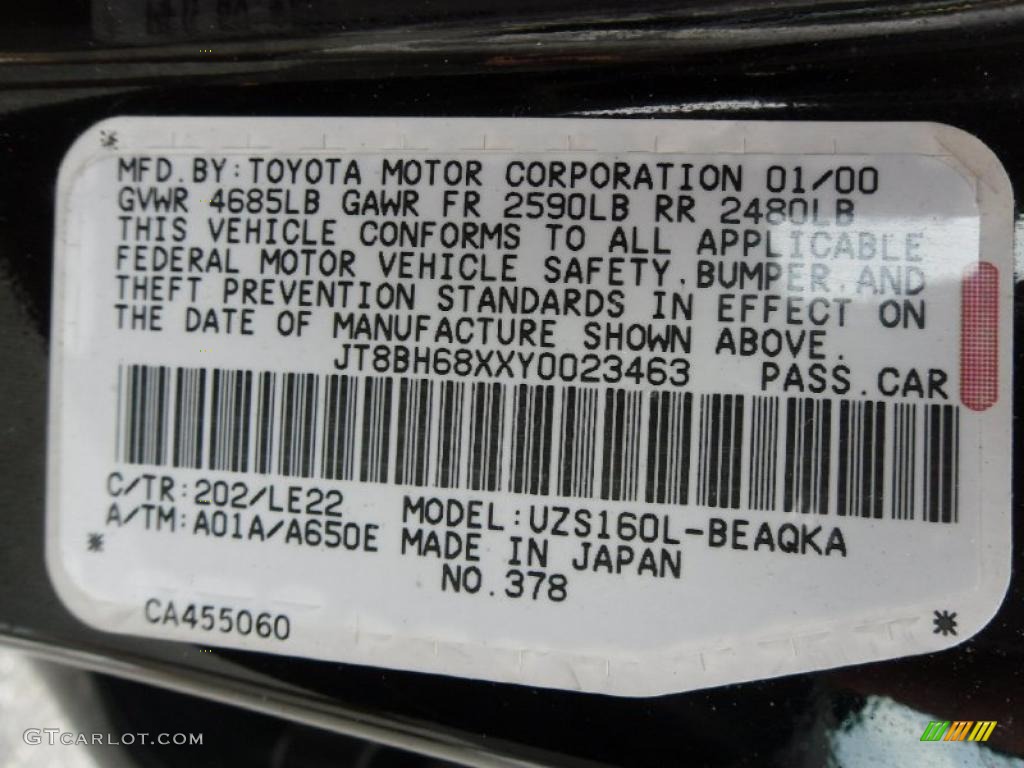 MFD.BY:TOYOTA MOTOR CORPORATION 01/00
GVWR 4685LB GAWR FR 2590LB RR 2480LB
THIS VEHICLE CONFORMS TO ALL APPLICABLE
FEDERAL MOTOR VEHICLE SAFETY,BUMPER,AND
THEFT PREVENTION STANDARDS IN EFFECT ON
THE DATE OF MANUFACTURE SHOWN ABOVE.
JT8BH68XXY0023463 PASS.CAR
C/TR:202/LE22 MODEL:UZS160L-BEAQKA
A/TM:A01A/A650E MADE IN JAPAN
NO.378
CA455060
GTCARLOT.COM